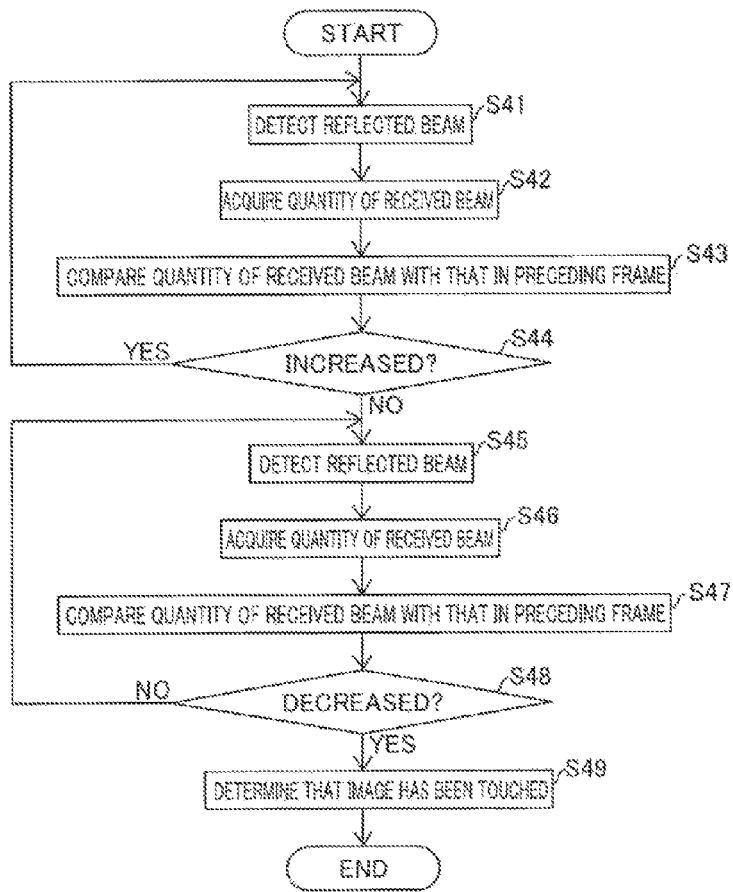 START
S41
DETECT REFLECTED BEAM
S42
ACQUIRE QUANTITY OF RECEIVED BEAM
S43
COMPARE QUANTITY OF RECEIVED BEAM WITH THAT IN PRECEDING FRAME
S44
YES
INCREASED?
NO
S45
DETECT REFLECTED BEAM
S46
ACQUIRE QUANTITY OF RECEIVED BEAM
S47
COMPARE QUANTITY OF RECEIVED BEAM WITH THAT IN PRECEDING FRAME
S48
NO
DECREASED?
YES
S49
DETERMINE THAT IMAGE HAS BEEN TOUCHED
END